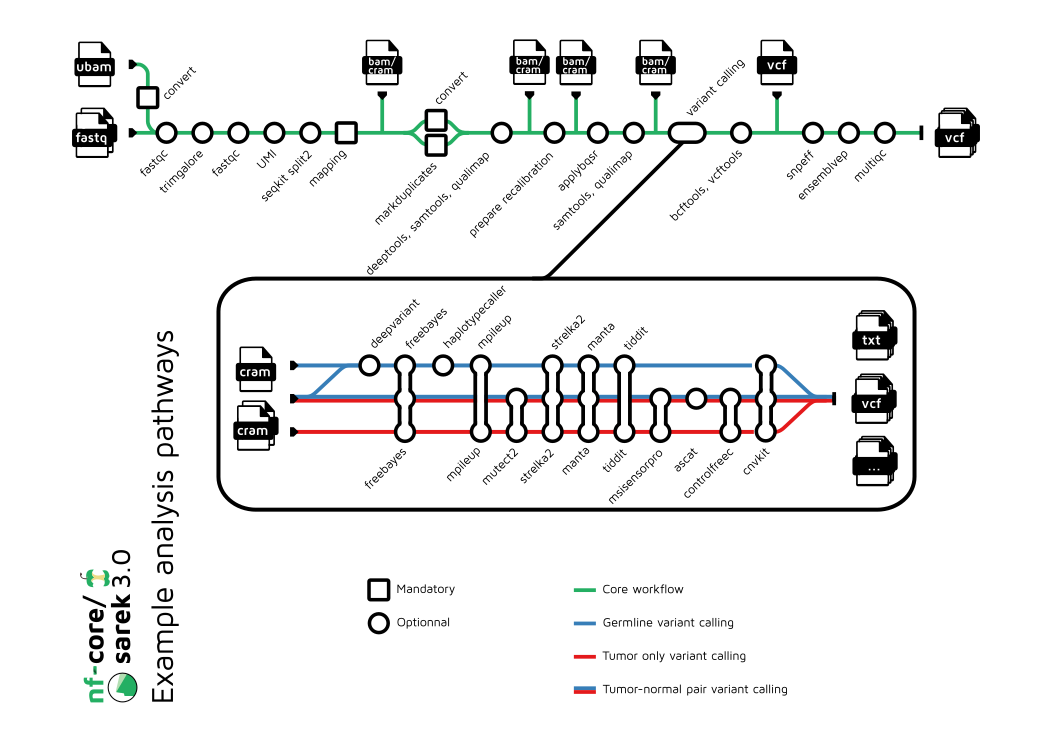 ubam
convert
fastq
fastqc
trimgalore
fastqc
UMI
seqkit split2
mapping
bam/
cram
convert
markduplicates
deeptools, samtools, qualimap
bam/
cram
prepare recalibration
bam/
cram
applybqsr
samtools, qualimap
bam/
cram
variant calling
bcftools, vcftools
vcf
snpeff
ensemblvep
multiqc
vcf
cram
cram
deepvariant
freebayes
haplotypecaller
mpileup
strelka2
manta
tiddit
freebayes
mpileup
mutect2
strelka2
manta
tiddit
msisensorpro
ascat
controlfreec
cnvkit
txt
vcf
...
nf-core/
sarek 3.0
Example analysis pathways
Mandatory
Optionnal
Core workflow
Germline variant calling
Tumor only variant calling
Tumor-normal pair variant calling